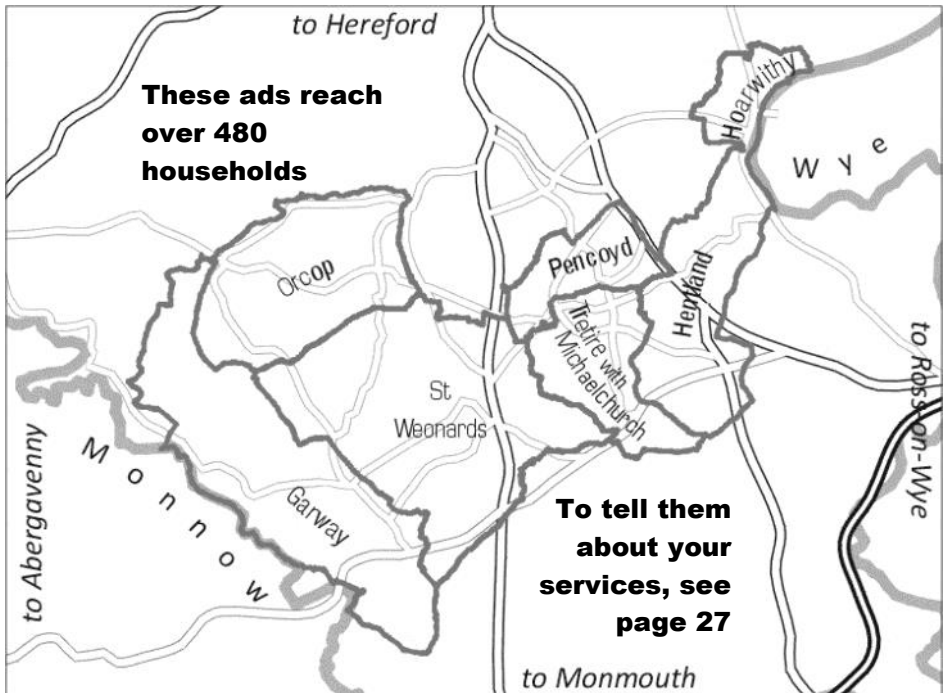 to Hereford
These ads reach
over 480
households
Hoarwithy
Wye
Pencoyd
Orcop
Hentland
Tretire with
Michaelchurch
St
Weonards
to Ross-on-Wye
to Abergavenny
Monnow
Garway
To tell them
about your
services, see
page 27
to Monmouth